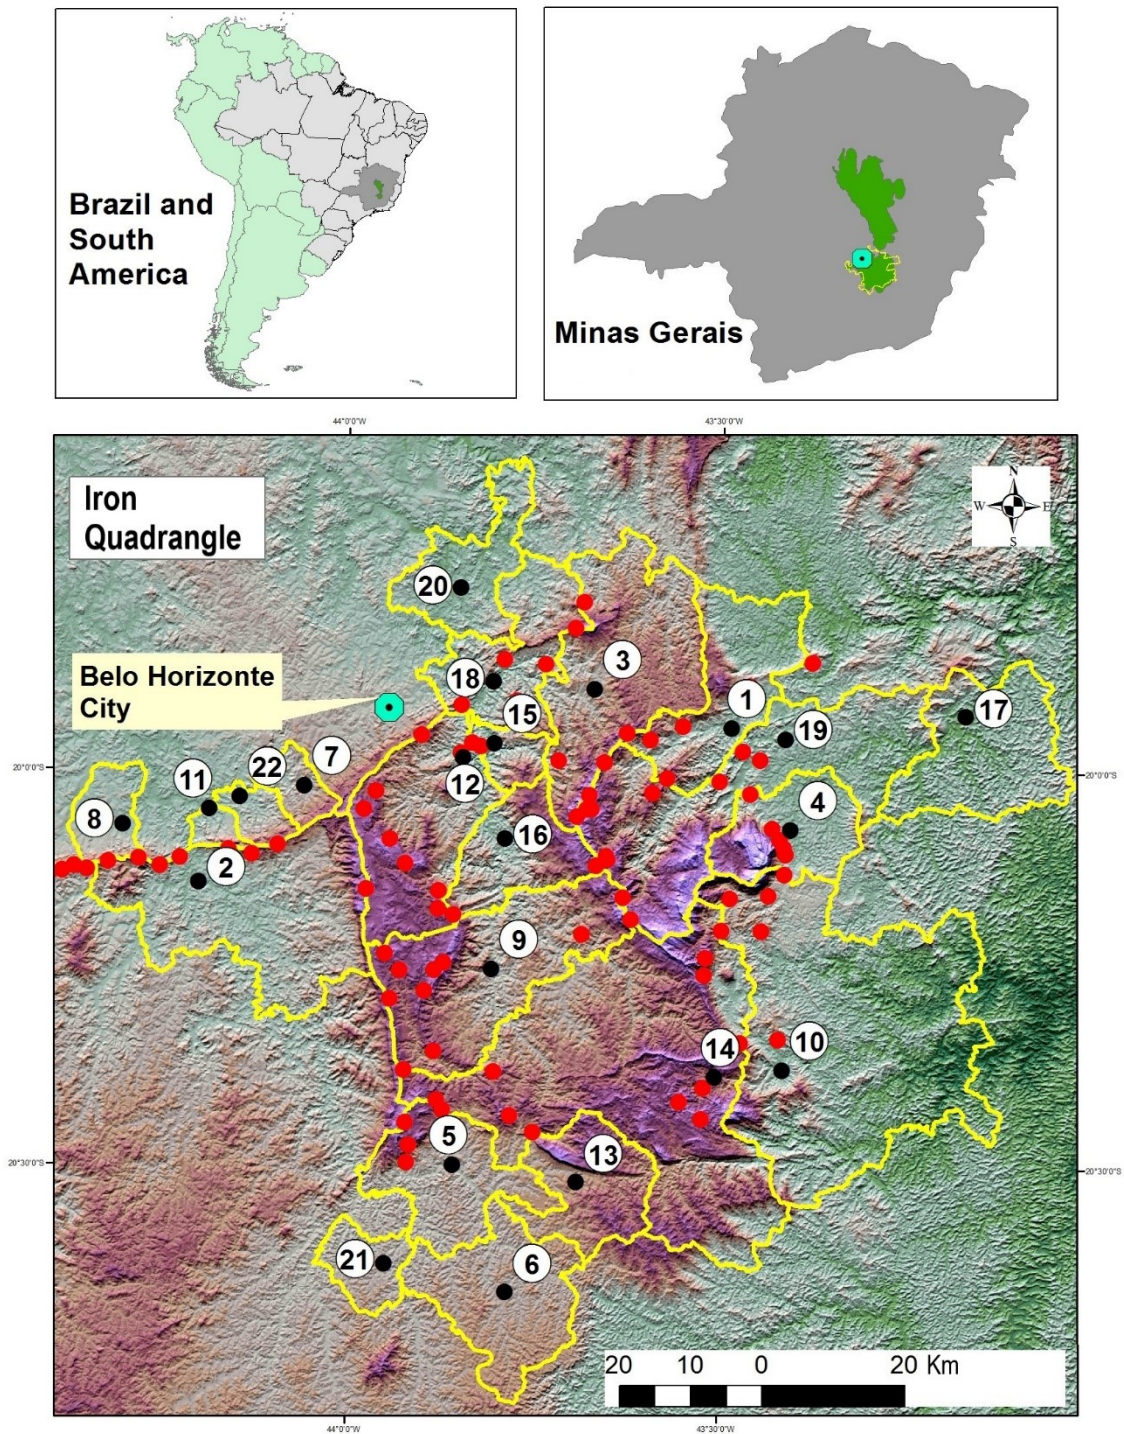 Brazil and
South
America
Minas Gerais
44°0'0"W
43°30'0"W
Iron
Quadrangle
N
W
E
S
20
3
Belo Horizonte
City
18
15
1
19
17
12
7
22
11
8
2
16
4
20°0'0"S
20°0'0"S
9
14
10
5
13
20°30'0"S
20°30'0"S
21
6
20 10 0 20 Km
44°0'0"W
43°30'0"W